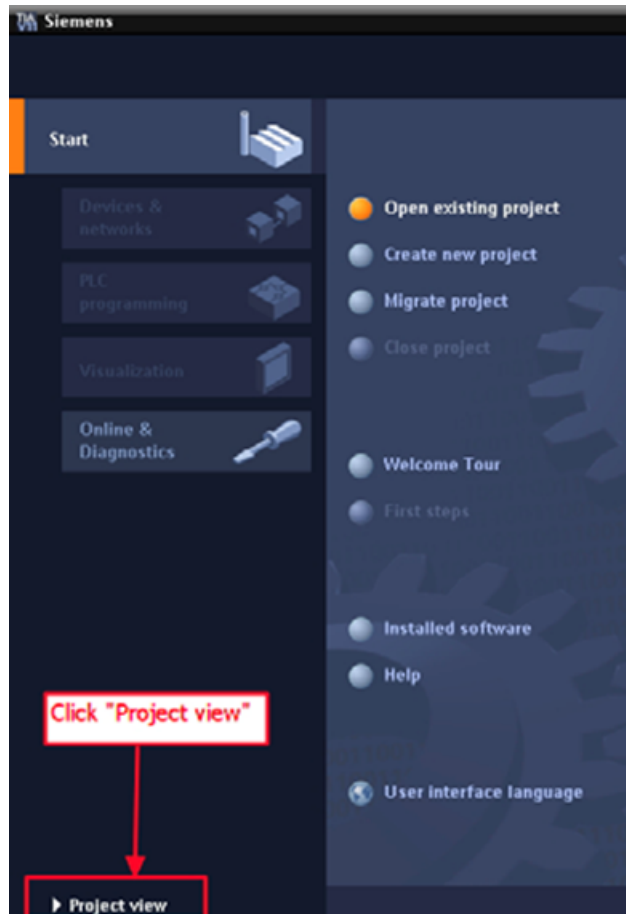 Siemens
Start
Devices &
networks
PLC
programming
Visualization
Online &
Diagnostics
Open existing project
Create new project
Migrate project
Close project
Welcome Tour
First steps
Installed software
Help
User interface language
Click "Project view"
Project view